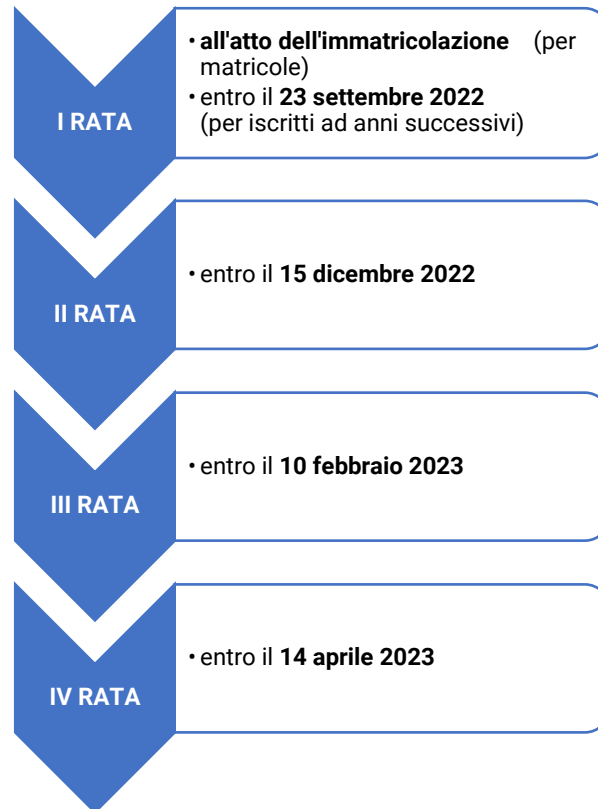 I RATA
• all'atto dell'immatricolazione (per
matricole)
• entro il 23 settembre 2022
(per iscritti ad anni successivi)
II RATA
• entro il 15 dicembre 2022
III RATA
• entro il 10 febbraio 2023
IV RATA
• entro il 14 aprile 2023